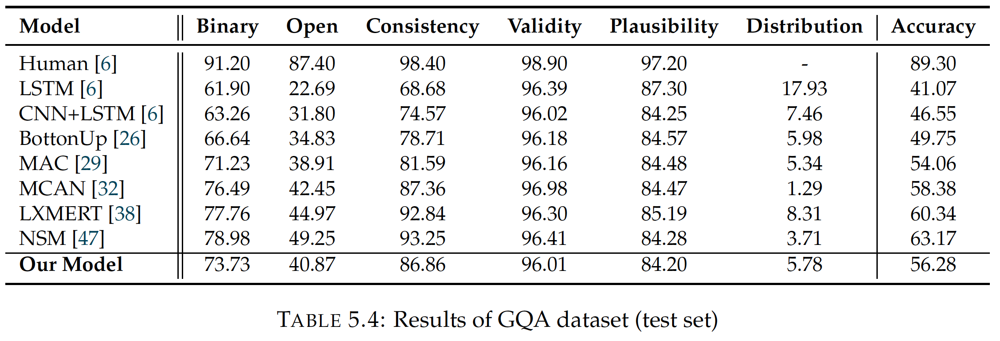 Model Binary Open Consistency Validity Plausibility Distribution Accuracy
Human [6] 91.20 87.40 98.40 98.90 97.20 - 89.30
LSTM [6] 61.90 22.69 68.68 96.39 87.30 17.93 41.07
CNN+LSTM [6] 63.26 31.80 74.57 96.02 84.25 7.46 46.55
BottonUp [26] 66.64 34.83 78.71 96.18 84.57 5.98 49.75
MAC [29] 71.23 38.91 81.59 96.16 84.48 5.34 54.06
MCAN [32] 76.49 42.45 87.36 96.98 84.47 1.29 58.38
LXMERT [38] 77.76 44.97 92.84 96.30 85.19 8.31 60.34
NSM [47] 78.98 49.25 93.25 96.41 84.28 3.71 63.17
Our Model 73.73 40.87 86.86 96.01 84.20 5.78 56.28
TABLE 5.4: Results of GQA dataset (test set)